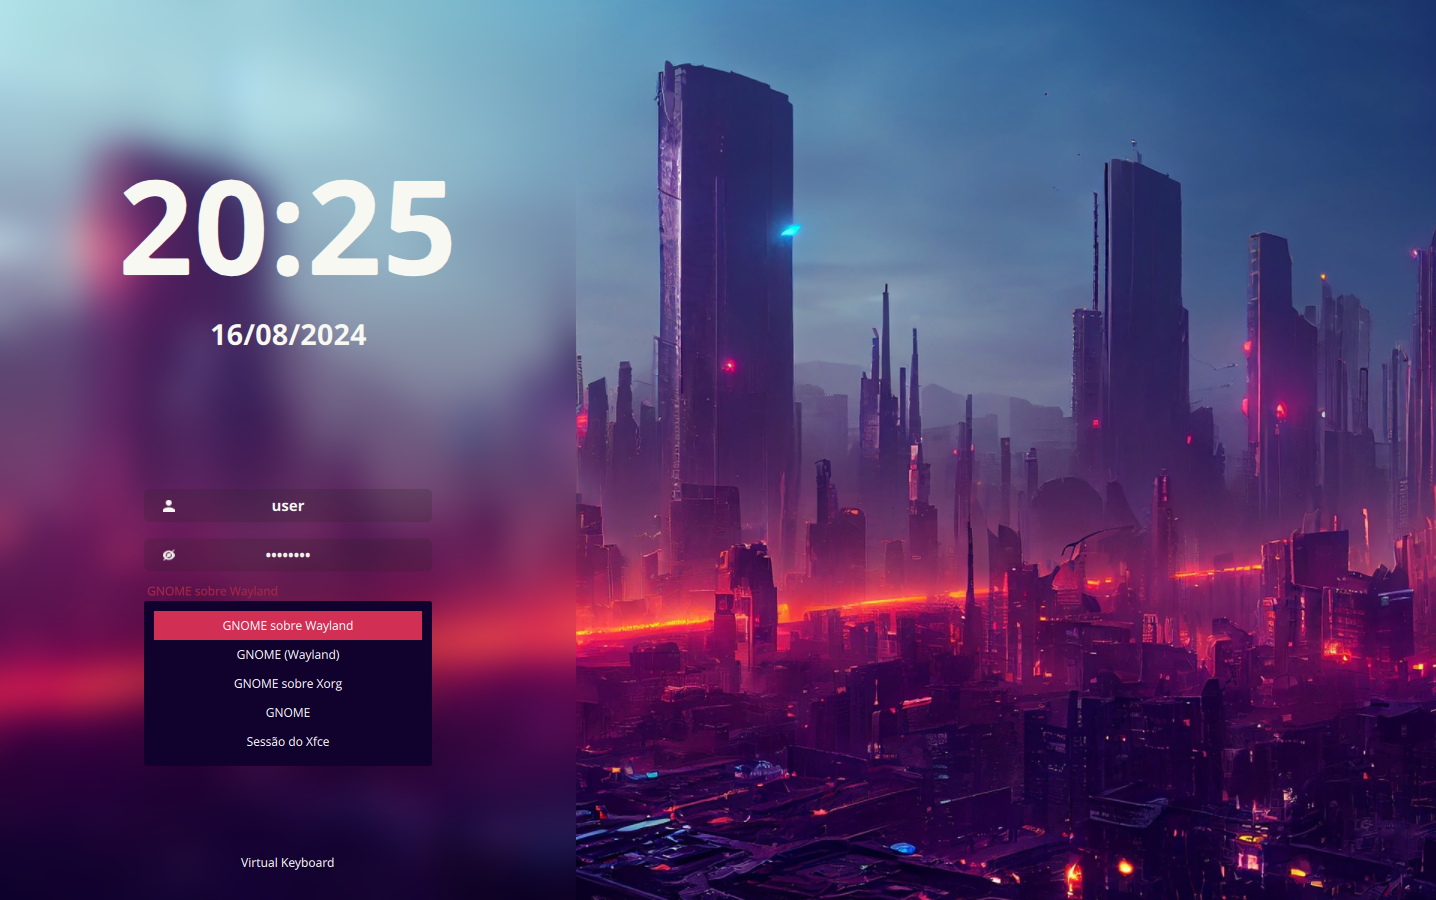 20:25
16/08/2024
user
••••••••
GNOME sobre Wayland
GNOME sobre Wayland
GNOME (Wayland)
GNOME sobre Xorg
GNOME
Sessão do Xfce
Virtual Keyboard